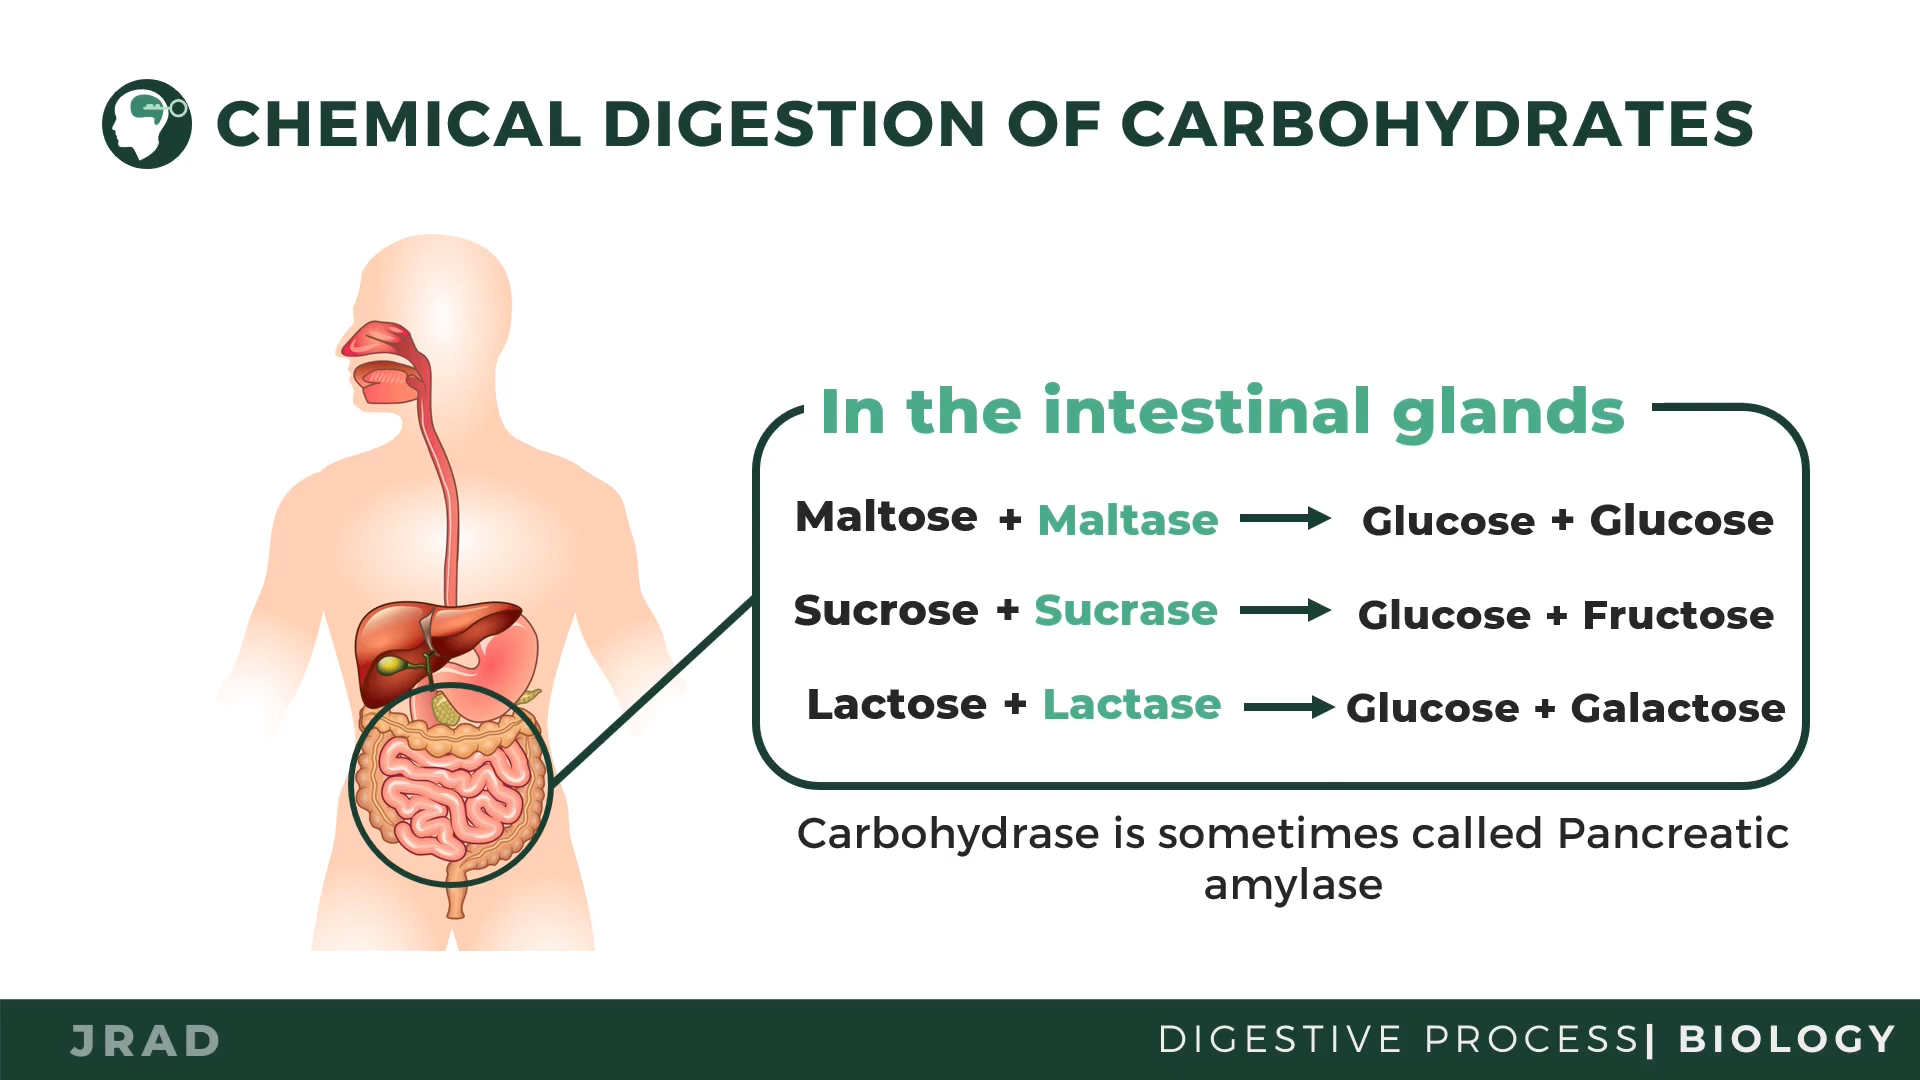 CHEMICAL DIGESTION OF CARBOHYDRATES
In the intestinal glands
Maltose + Maltase Glucose + Glucose
Sucrose + Sucrase Glucose + Fructose
Lactose + Lactase Glucose + Galactose
Carbohydrase is sometimes called Pancreatic
amylase
JRAD
DIGESTIVE PROCESS| BIOLOGY